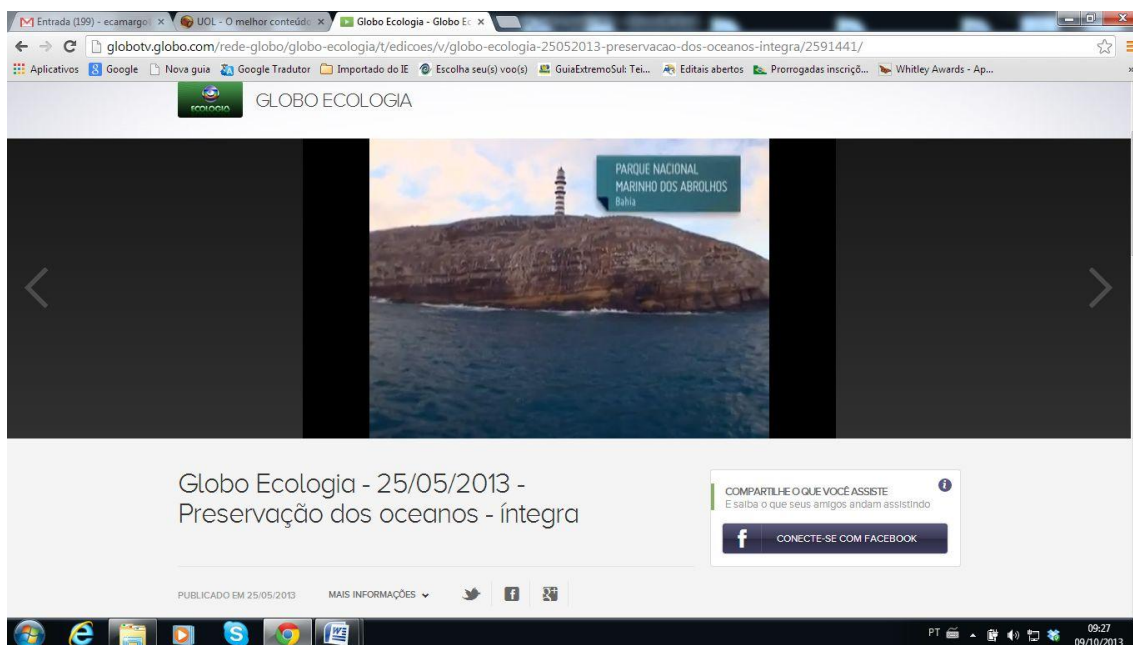 Entrada (199) - ecamargo
UOL - O melhor conteúdo
Globo Ecologia - Globo Ec
globotv.globo.com/rede-globo/globo-ecologia/t/edicoes/v/globo-ecologia-25052013-preservacao-dos-oceanos-integra/2591441/
Aplicativos Google Nova guia Google Tradutor Importado do IE Escolha seu(s) voo(s) GuiaExtremoSul: Tei... Editais abertos Prorrogadas inscriçõ... Whitley Awards - Ap... »
ECOLOGIA
GLOBO ECOLOGIA
PARQUE NACIONAL
MARINHO DOS ABROLHOS
Bahia
Globo Ecologia - 25/05/2013 -
Preservação dos oceanos - íntegra
COMPARTILHE O QUE VOCÊ ASSISTE
E saiba o que seus amigos andam assistindo
f CONECTE-SE COM FACEBOOK
PUBLICADO EM 25/05/2013 MAIS INFORMAÇÕES
PT
09:27
09/10/2013